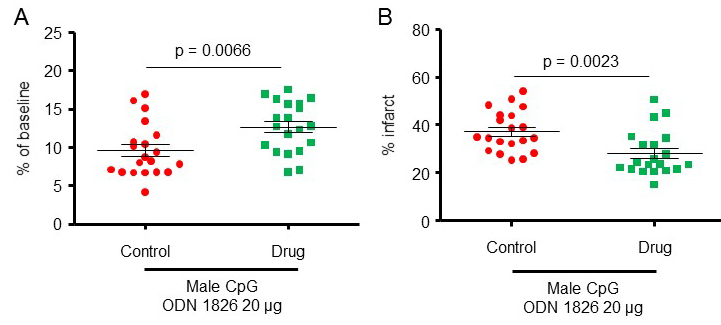 A
% of baseline
25
20
15
10
5
0
p = 0.0066
Control
Drug
Male CpG
ODN 1826 20 µg
B
% infarct
80
60
40
20
0
p = 0.0023
Control
Drug
Male CpG
ODN 1826 20 µg